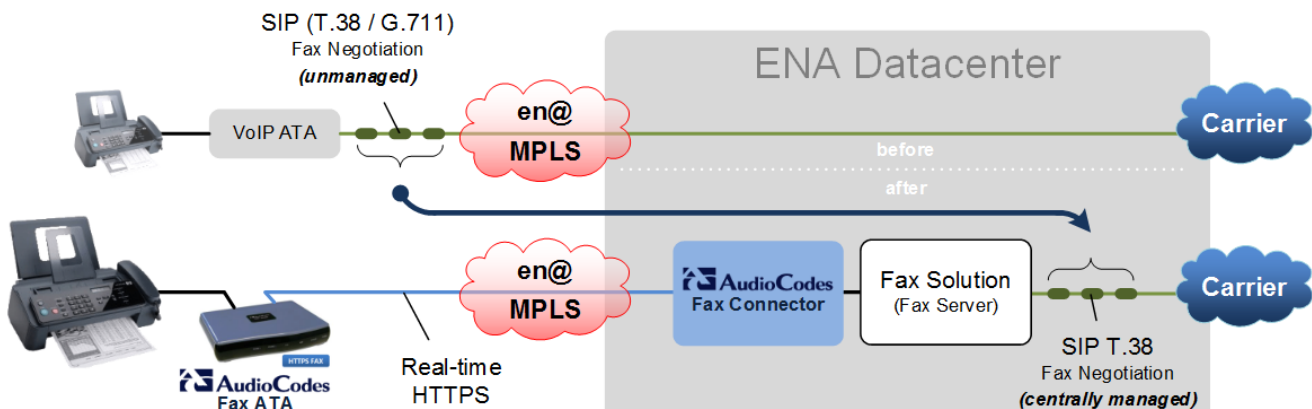 SIP (T.38 / G.711)
Fax Negotiation
(unmanaged)
ENA Datacenter
VoIP ATA
en@
MPLS
Carrier
before
after
en@
MPLS
AudioCodes
Fax Connector
Fax Solution
(Fax Server)
Carrier
HTTPS FAX
AudioCodes
Fax ATA
Real-time
HTTPS
SIP T.38
Fax Negotiation
(centrally managed)